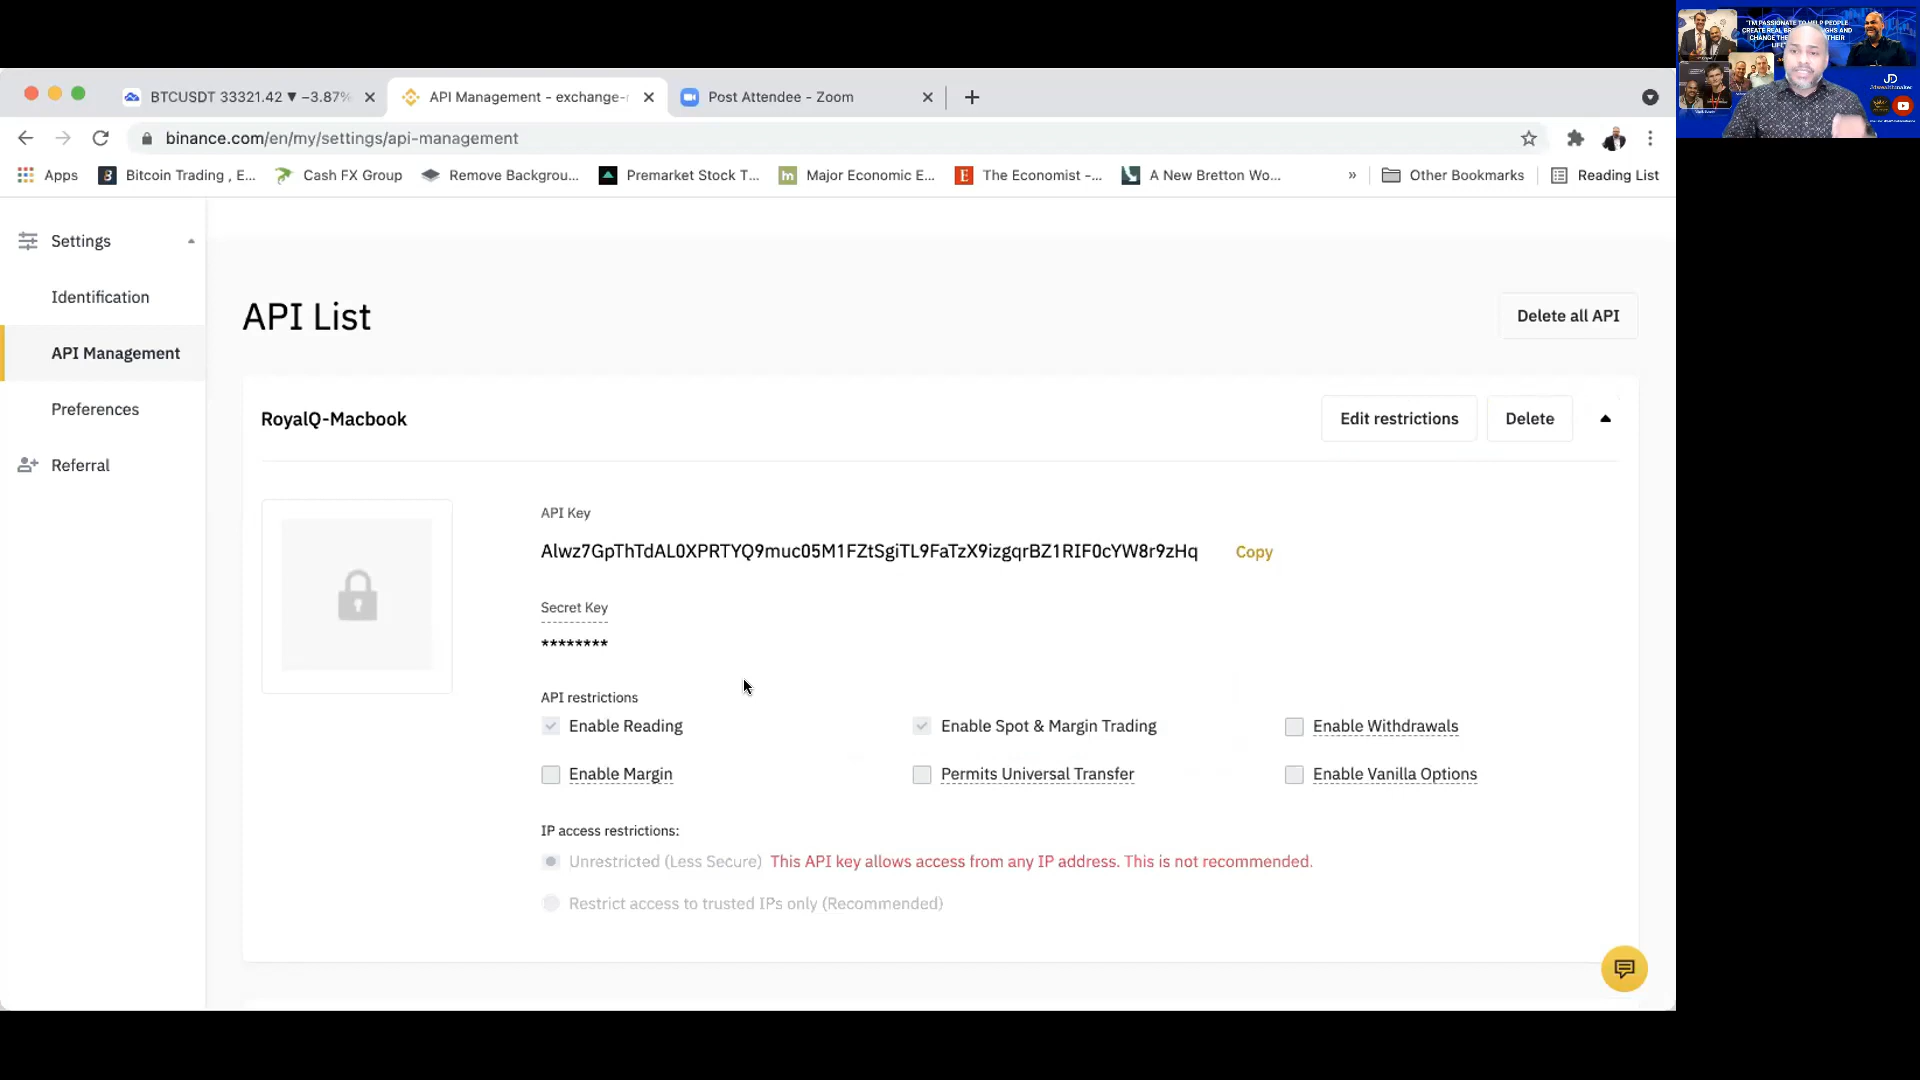 BTCUSDT 33321.42 ▼ −3.87%
API Management - exchange-
Post Attendee - Zoom
binance.com/en/my/settings/api-management
Apps
Bitcoin Trading , E...
Cash FX Group
Remove Backgrou...
Premarket Stock T...
Major Economic E...
The Economist -...
A New Bretton Wo...
»
Other Bookmarks
Reading List
"I'M PASSIONATE TO HELP PEOPLE
JD
Settings
Identification
API Management
Preferences
Referral
API List
Delete all API
RoyalQ-Macbook
Edit restrictions
Delete
API Key
Alwz7GpThTdAL0XPRTYQ9muc05M1FZtSgiTL9FaTzX9izgqrBZ1RIF0cYW8r9zHq
Copy
Secret Key
********
API restrictions
Enable Reading
Enable Spot & Margin Trading
Enable Withdrawals
Enable Margin
Permits Universal Transfer
Enable Vanilla Options
IP access restrictions:
Unrestricted (Less Secure) This API key allows access from any IP address. This is not recommended.
Restrict access to trusted IPs only (Recommended)